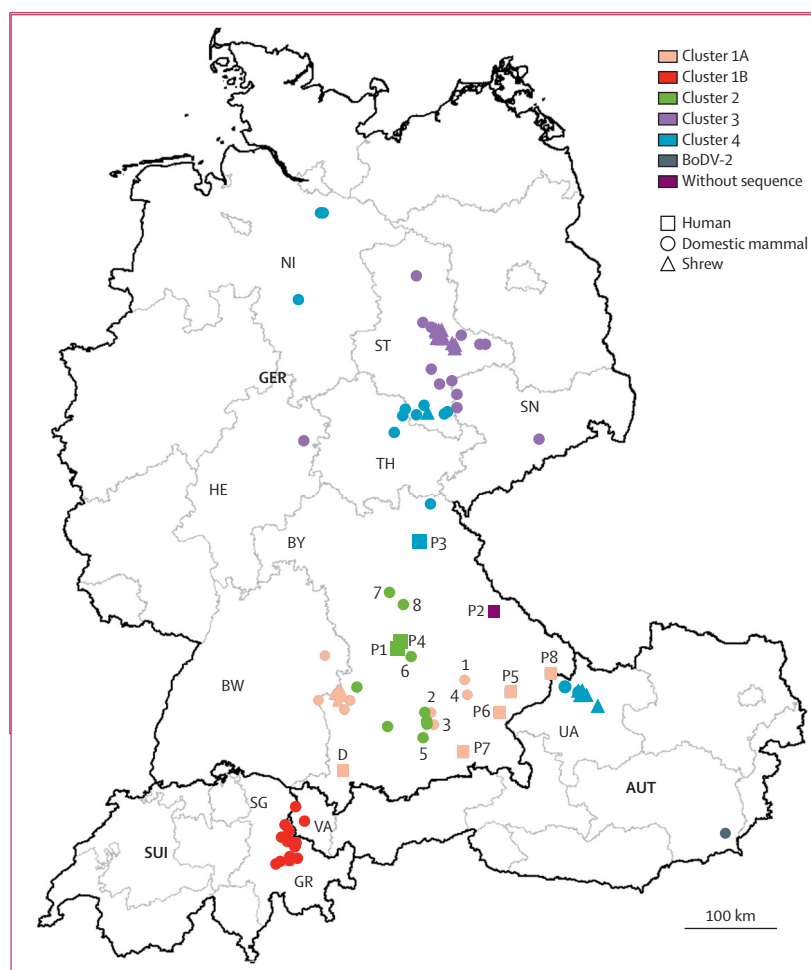 Cluster 1A
Cluster 1B
Cluster 2
Cluster 3
Cluster 4
BoDV-2
Without sequence
Human
Domestic mammal
Shrew
NI
ST
GER
SN
TH
HE
BY
P3
7
8
P2
P1 P4
6
BW
1
P8
P5
4
2
P6
3
UA
5
P7
D
AUT
SG
VA
SUI
GR
100 km